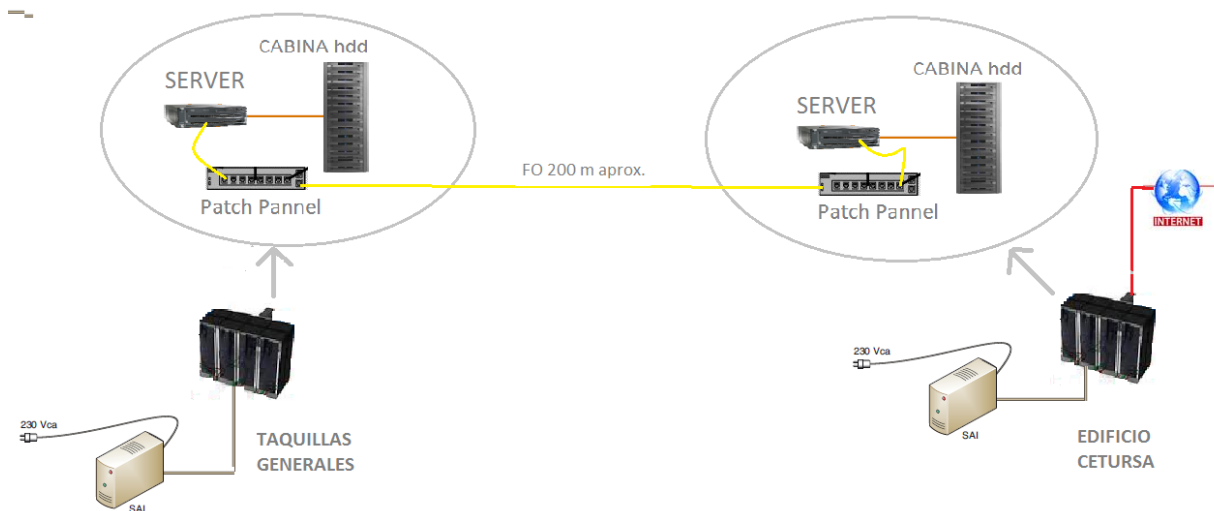 CABINA hdd
SERVER
Patch Pannel
FO 200 m aprox.
CABINA hdd
SERVER
Patch Pannel
INTERNET
230 Vca
SAI
TAQUILLAS
GENERALES
230 Vca
SAI
EDIFICIO
CETURSA